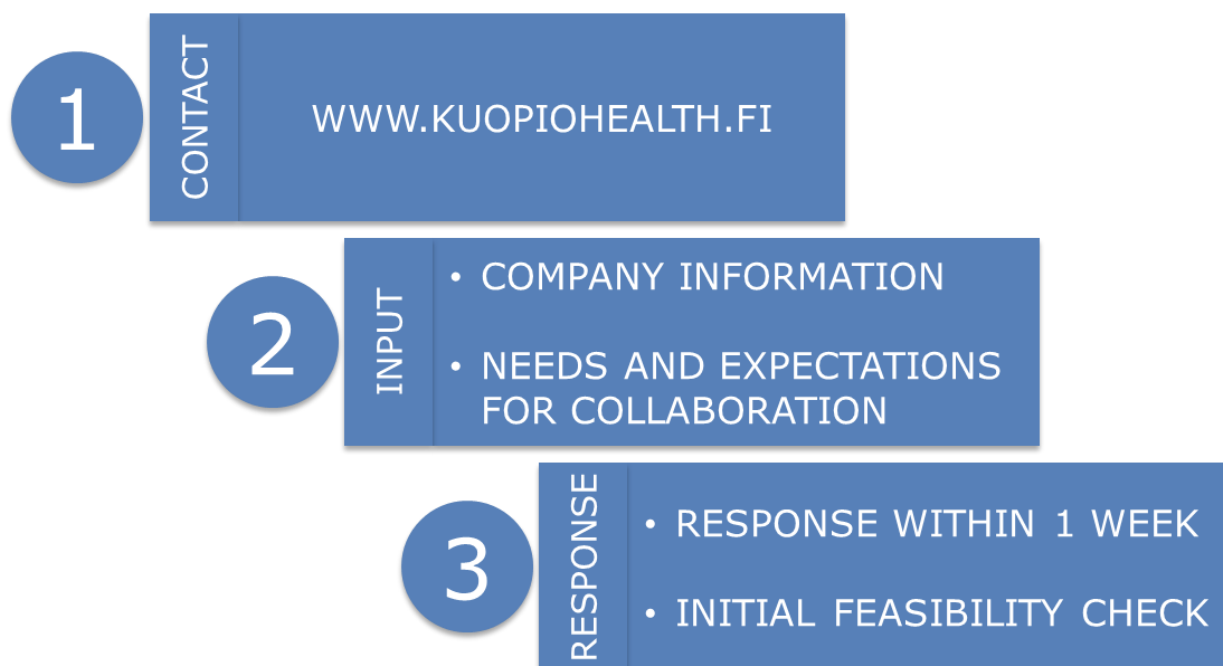 1
CONTACT
WWW.KUOPIOHEALTH.FI
2
INPUT
• COMPANY INFORMATION
• NEEDS AND EXPECTATIONS
FOR COLLABORATION
3
RESPONSE
• RESPONSE WITHIN 1 WEEK
• INITIAL FEASIBILITY CHECK